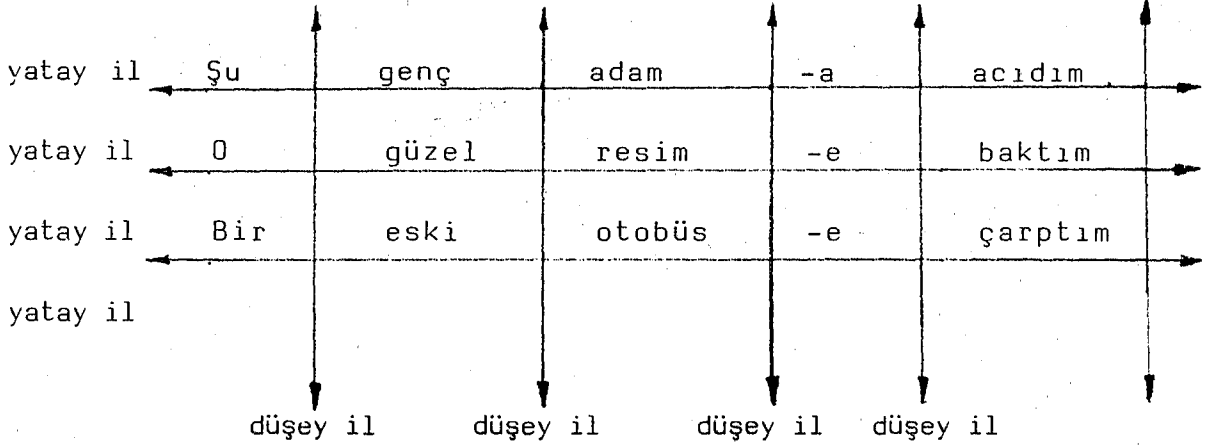 yatay il Şu genç adam -a acıdım
yatay il O güzel resim -e baktım
yatay il Bir eski otobüs -e çarptım
yatay il
düşey il düşey il düşey il düşey il